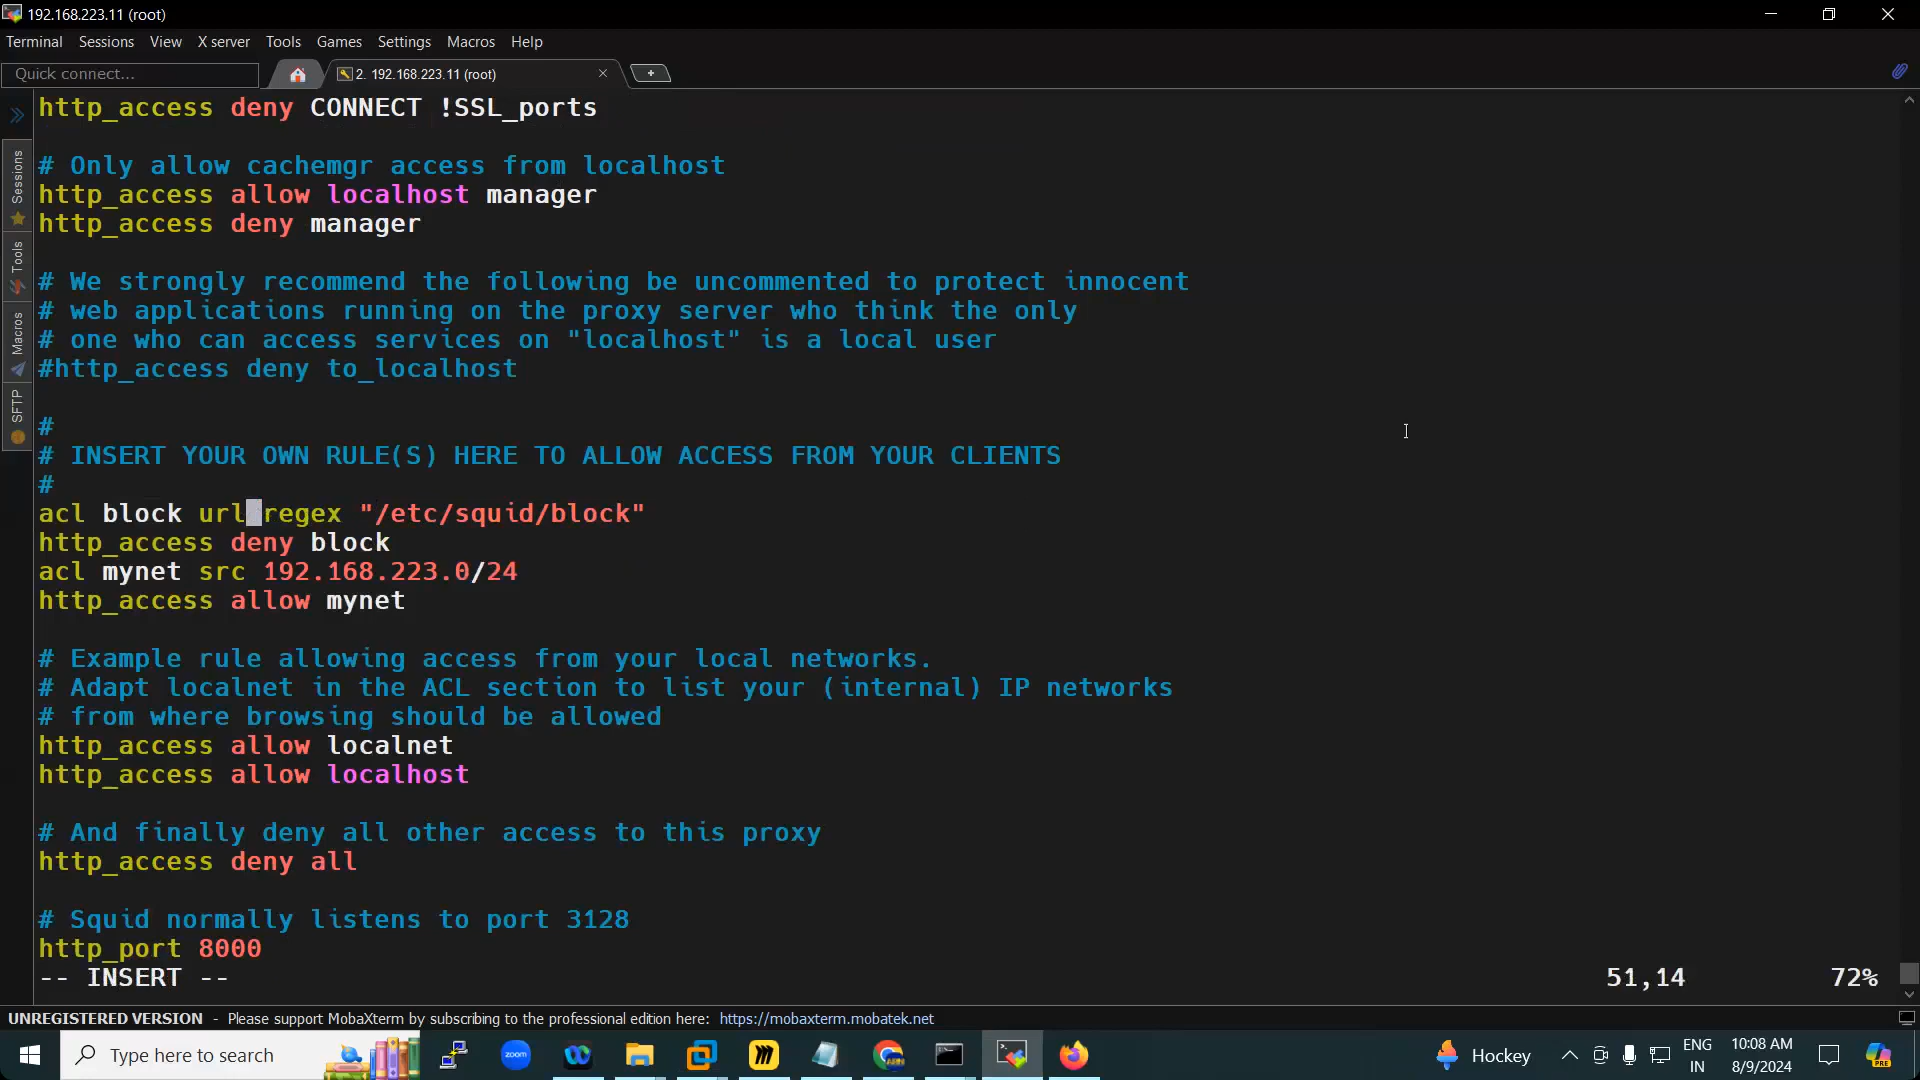 192.168.223.11 (root)
Terminal Sessions View X server Tools Games Settings Macros Help
Quick connect...
2. 192.168.223.11 (root)
http_access deny CONNECT !SSL_ports
# Only allow cachemgr access from localhost
http_access allow localhost manager
http_access deny manager
# We strongly recommend the following be uncommented to protect innocent
# web applications running on the proxy server who think the only
# one who can access services on "localhost" is a local user
#http_access deny to_localhost
#
# INSERT YOUR OWN RULE(S) HERE TO ALLOW ACCESS FROM YOUR CLIENTS
#
acl block url_regex "/etc/squid/block"
http_access deny block
acl mynet src 192.168.223.0/24
http_access allow mynet
# Example rule allowing access from your local networks.
# Adapt localnet in the ACL section to list your (internal) IP networks
# from where browsing should be allowed
http_access allow localnet
http_access allow localhost
# And finally deny all other access to this proxy
http_access deny all
# Squid normally listens to port 3128
http_port 8000
-- INSERT -- 51,14 72%
Sessions
Tools
Macros
SFTP
UNREGISTERED VERSION - Please support MobaXterm by subscribing to the professional edition here: https://mobaxterm.mobatek.net
Type here to search
zoom
Hockey
ENG
IN
10:08 AM
8/9/2024
PRE